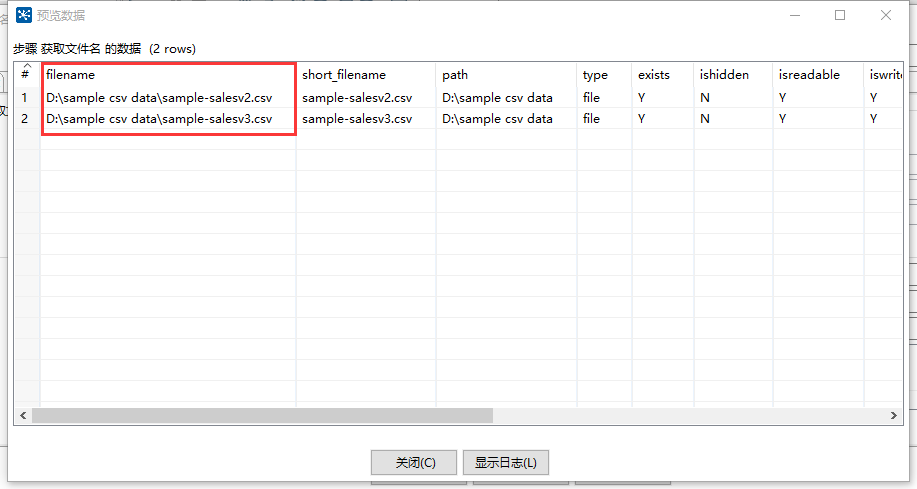 预览数据
步骤 获取文件名 的数据 (2 rows)
# filename short_filename path type exists ishidden isreadable iswrite
1 D:\sample csv data\sample-salesv2.csv sample-salesv2.csv D:\sample csv data file Y N Y Y
2 D:\sample csv data\sample-salesv3.csv sample-salesv3.csv D:\sample csv data file Y N Y Y
关闭(C) 显示日志(L)